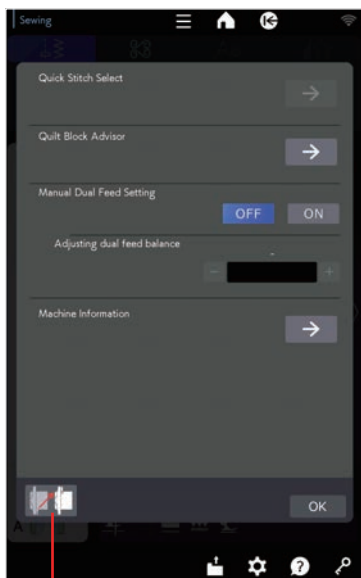 Sewing
Quick Stitch Select
Quilt Block Advisor
Manual Dual Feed Setting
OFF ON
Adjusting dual feed balance
-
- +
Machine Information
OK
A